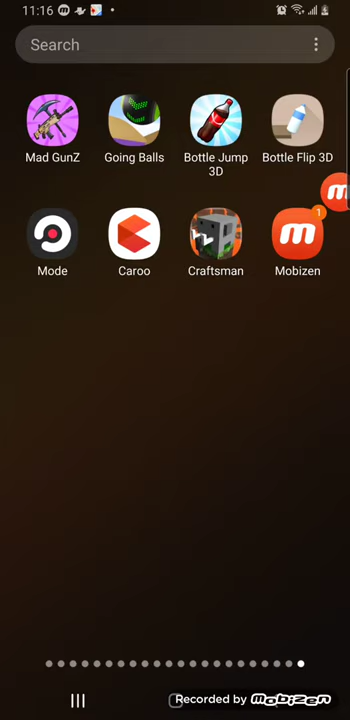 11:16
Search
Mad GunZ
Going Balls
Bottle Jump
3D
Bottle Flip 3D
Mode
Caroo
Craftsman
1
Mobizen
Recorded by mobizen